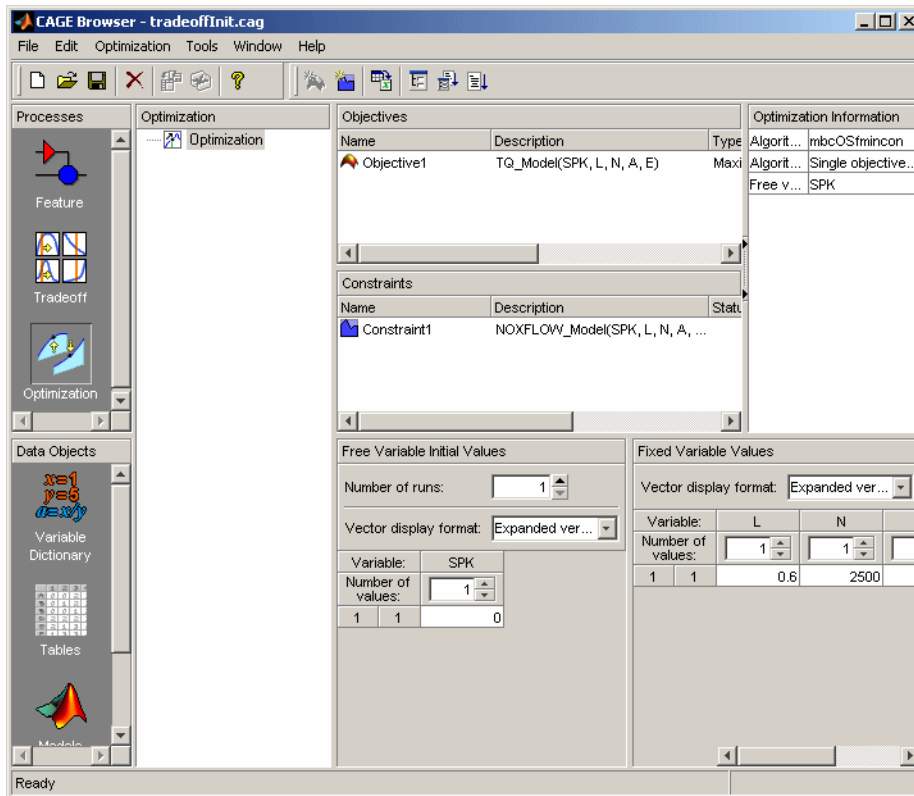 CAGE Browser - tradeoffInit.cag
File Edit Optimization Tools Window Help
Processes
Feature
Tradeoff
Optimization
Optimization
Optimization
Objectives
Name Description Type
Objective1 TQ_Model(SPK, L, N, A, E) Maxi
Constraints
Name Description Statu
Constraint1 NOXFLOW_Model(SPK, L, N, A, ...
Optimization Information
Algorit... mbcOSfmincon
Algorit... Single objective...
Free v... SPK
Data Objects
x=1
y=5
a=x/y
Variable
Dictionary
Tables
Models
Free Variable Initial Values
Number of runs: 1
Vector display format: Expanded ver...
Variable: SPK
Number of
values: 1
1 1 0
Fixed Variable Values
Vector display format: Expanded ver...
Variable: L N
Number of
values: 1 1
1 1 0.6 2500
Ready